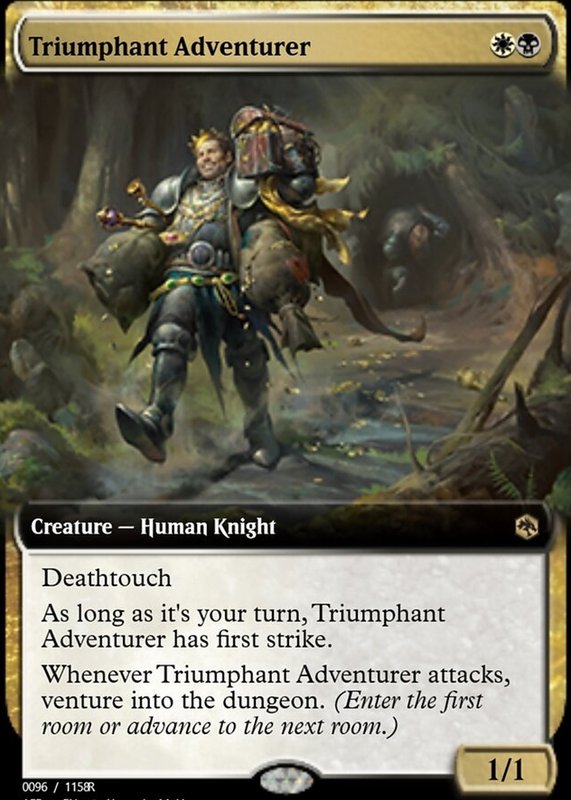 Triumphant Adventurer
Creature — Human Knight
Deathtouch
As long as it's your turn, Triumphant
Adventurer has first strike.
Whenever Triumphant Adventurer attacks,
venture into the dungeon. (Enter the first
room or advance to the next room.)
1/1
0096 / 1158R